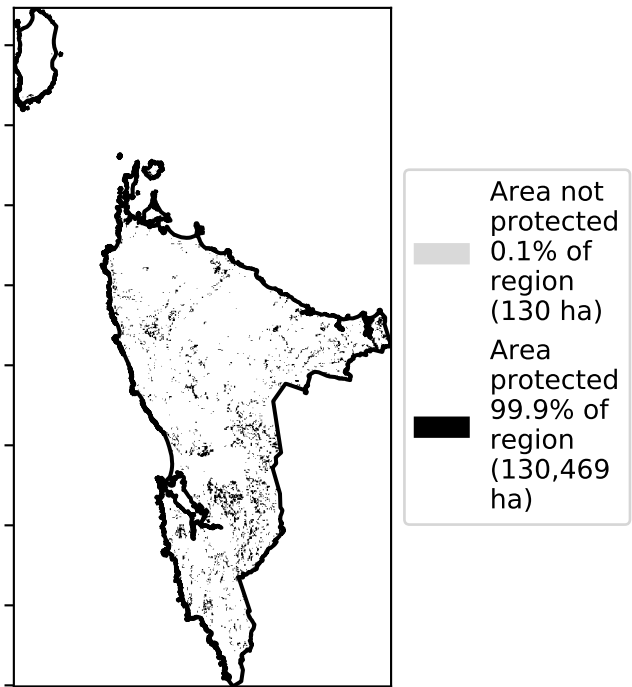 Area not
protected
0.1% of
region
(130 ha)
Area
protected
99.9% of
region
(130,469
ha)